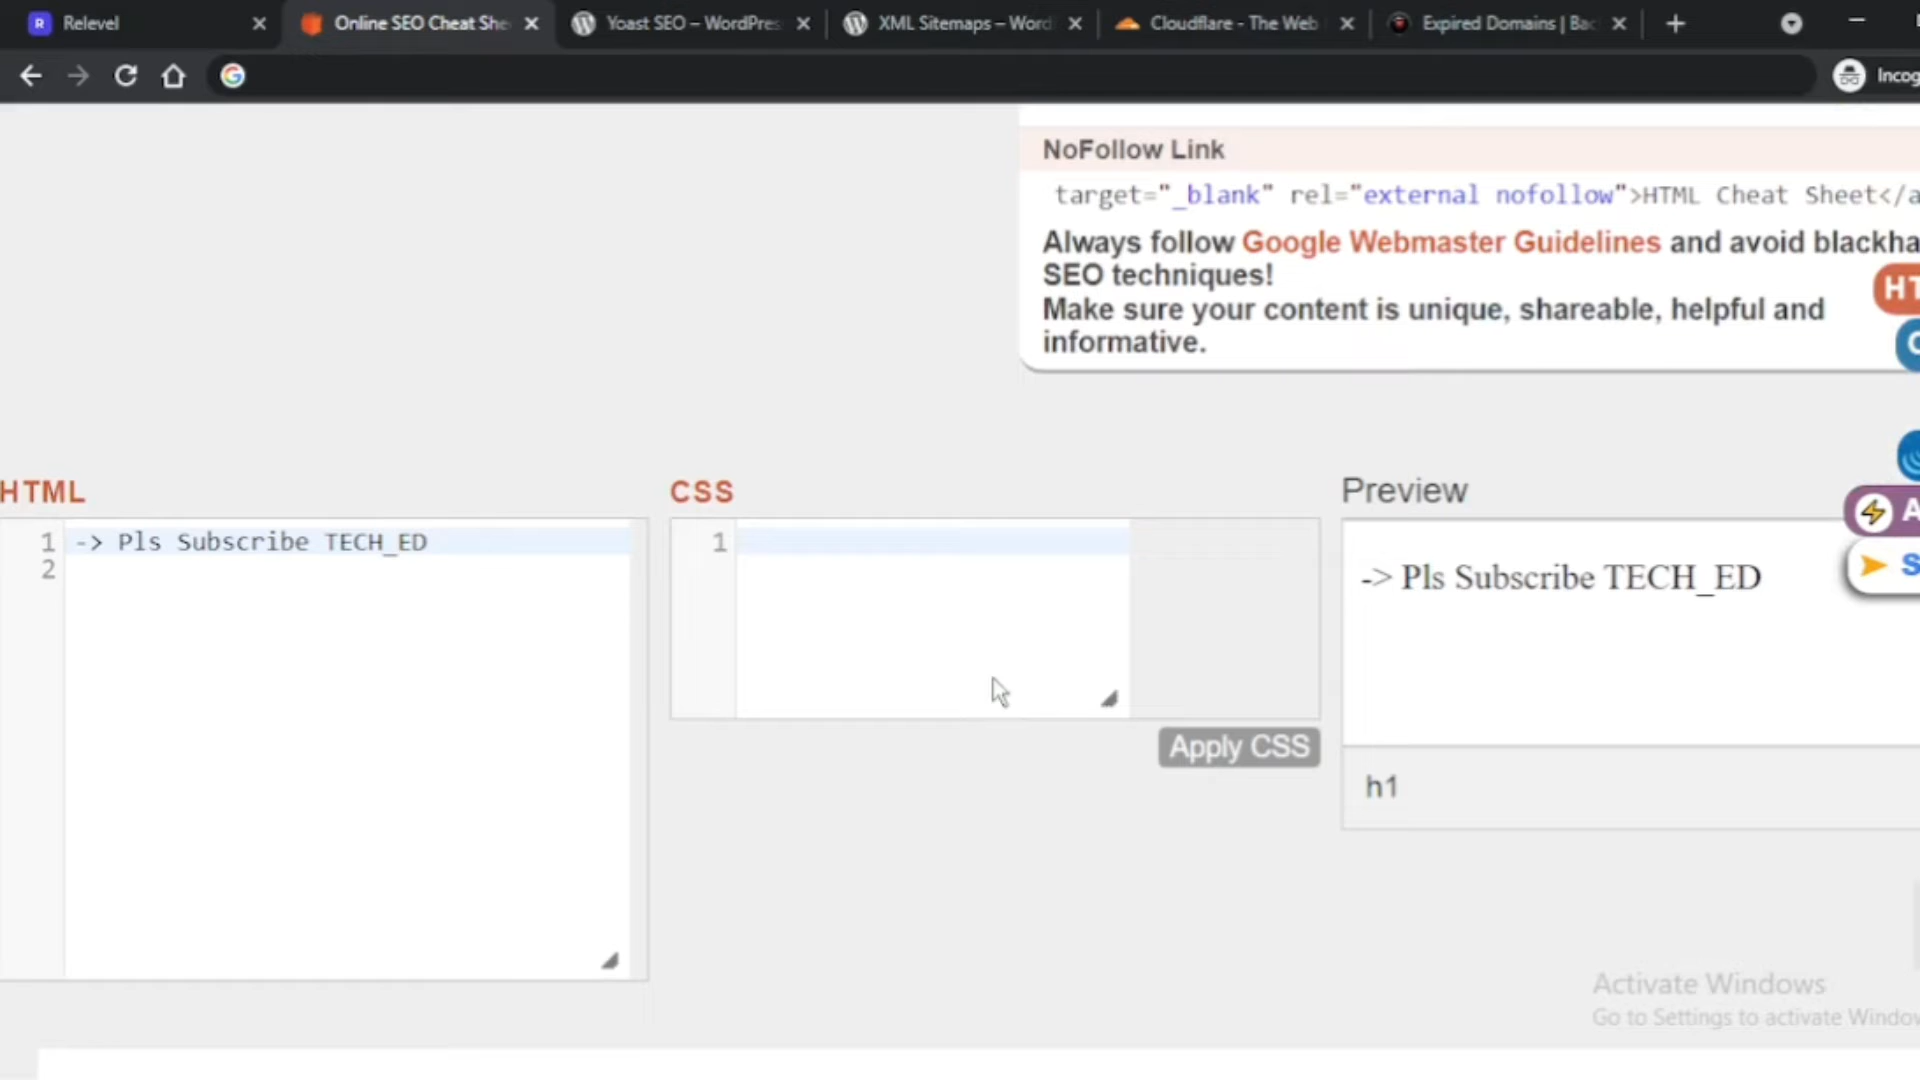 Relevel
Online SEO Cheat She
Yoast SEO – WordPres
XML Sitemaps – Word
Cloudflare - The Web
Expired Domains | Bac
Incog
NoFollow Link
target="_blank" rel="external nofollow">HTML Cheat Sheet</a
Always follow Google Webmaster Guidelines and avoid blackha
SEO techniques!
Make sure your content is unique, shareable, helpful and
informative.
HT
C
HTML
CSS
Preview
1 -> Pls Subscribe TECH_ED
2
1
-> Pls Subscribe TECH_ED
A
S
Apply CSS
h1
Activate Windows
Go to Settings to activate Window